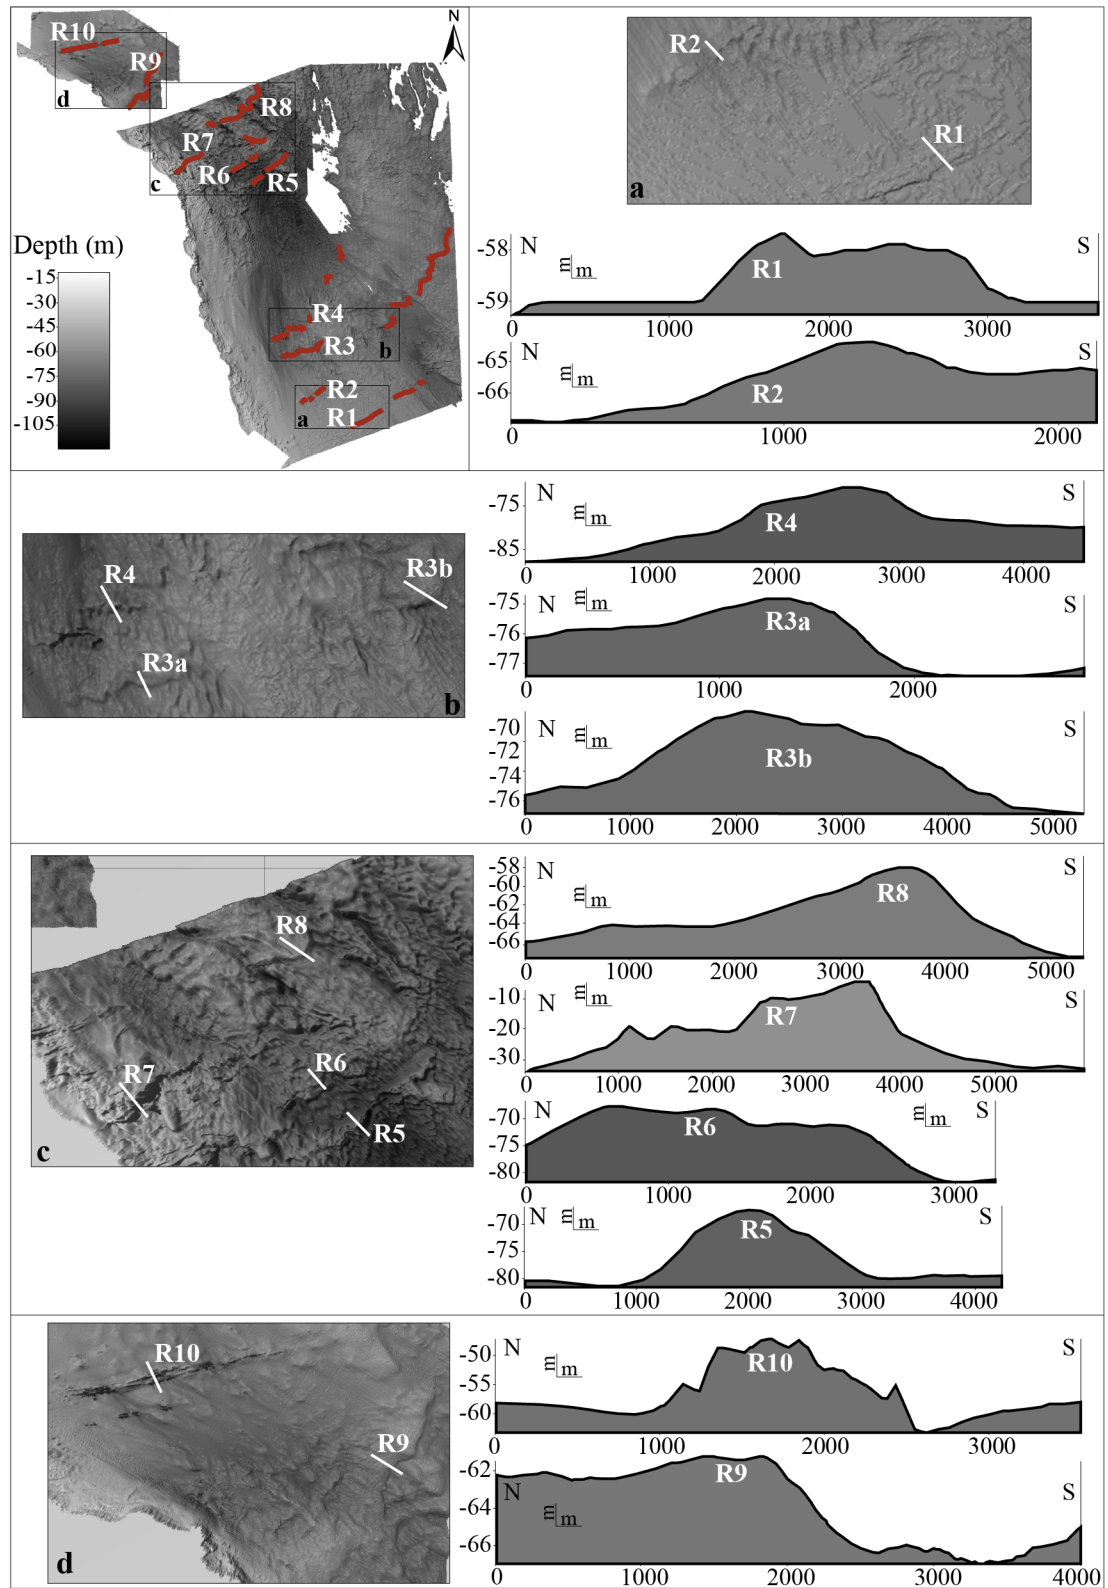 N
R10
R9
d
R8
R7
R6
R5
c
Depth (m)
-15
-30
-45
-60
-75
-90
-105
R4
R3
b
R2
R1
a
R2
R1
a
N S
-58
-59
m
m
R1
0 1000 2000 3000
N S
-65
-66
m
m
R2
0 1000 2000
R4
R3b
R3a
b
N S
-75
-85
m
m
R4
0 1000 2000 3000 4000
N S
-75
-76
-77
m
m
R3a
0 1000 2000
N S
-70
-72
-74
-76
m
m
R3b
0 1000 2000 3000 4000 5000
R8
R7
R6
R5
c
N S
-58
-60
-62
-64
-66
m
m
R8
0 1000 2000 3000 4000 5000
N S
-10
-20
-30
m
m
R7
0 1000 2000 3000 4000 5000
N S
-70
-75
-80
m
m
R6
0 1000 2000 3000
N S
-70
-75
-80
m
m
R5
0 1000 2000 3000 4000
R10
R9
d
N S
-50
-55
-60
m
m
R10
0 1000 2000 3000
N S
-62
-64
-66
m
m
R9
0 1000 2000 3000 4000